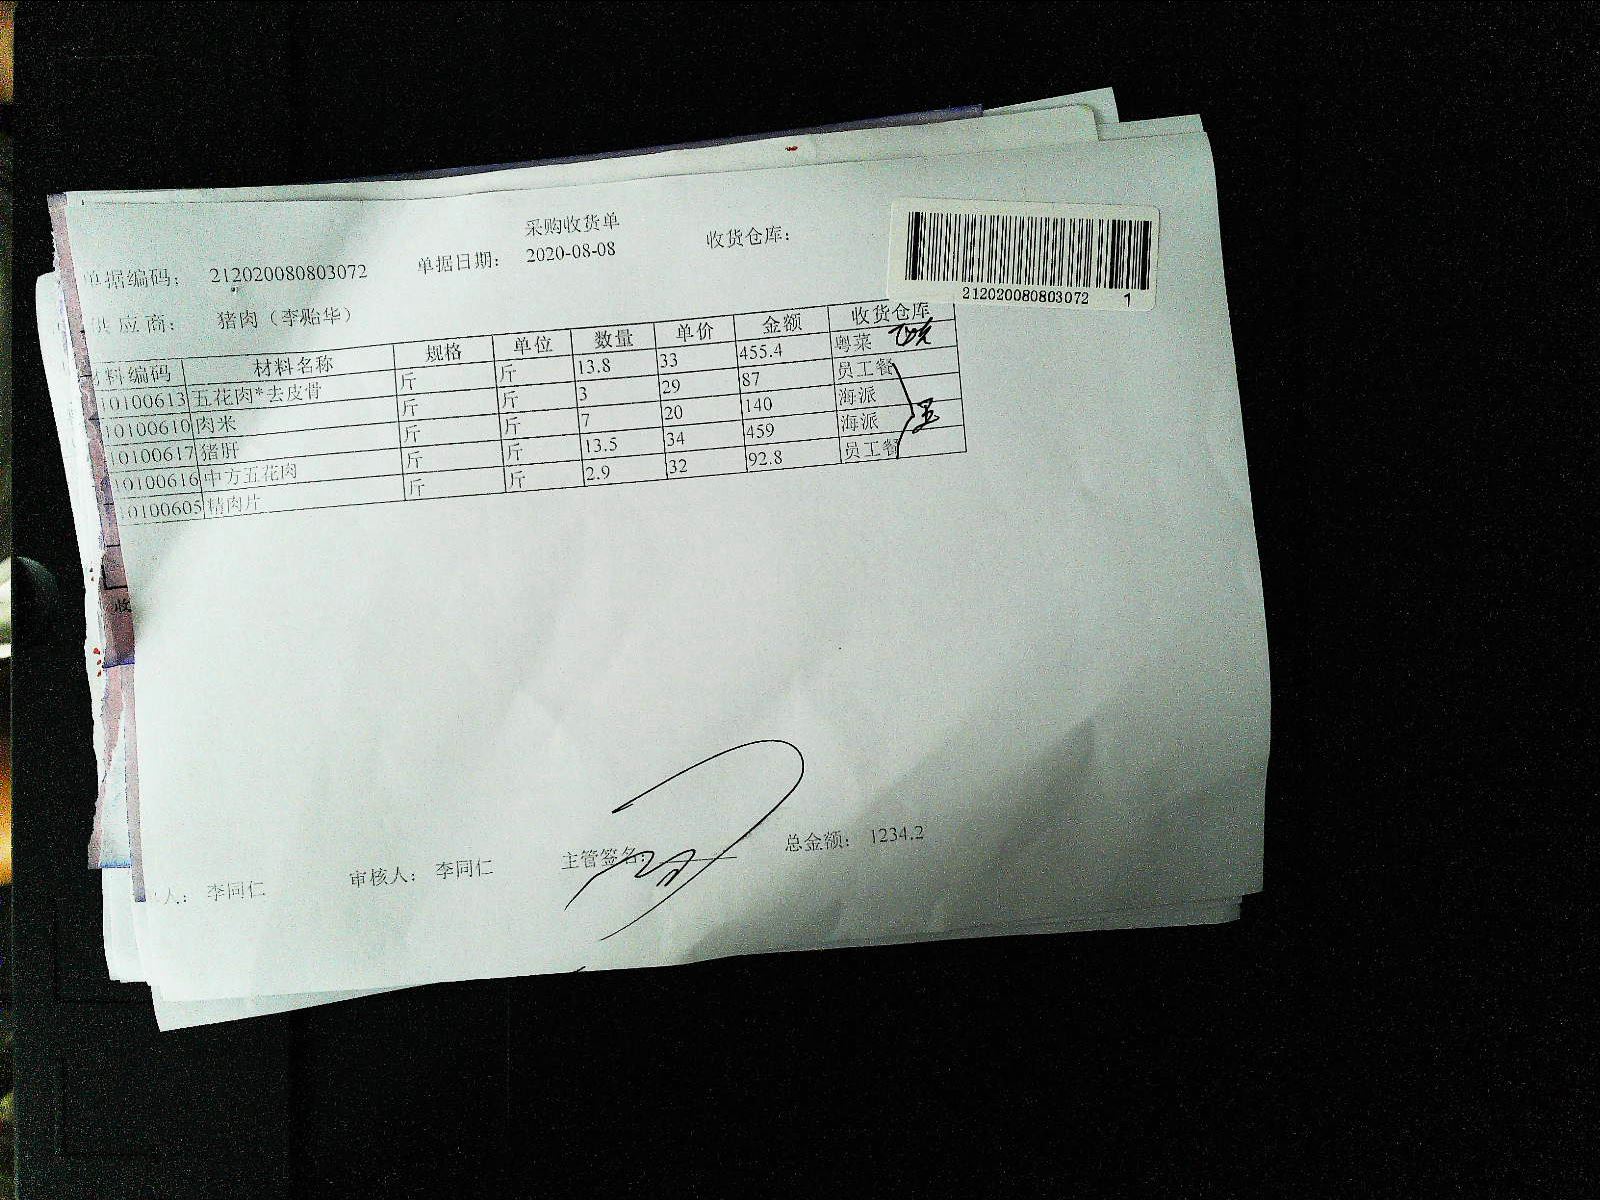 采购收货单
单据编码： 212020080803072 单据日期： 2020-08-08 收货仓库：
212020080803072 1
供应商： 猪肉（李贻华）
料编码 材料名称 规格 单位 数量 单价 金额 收货仓库
10100613 五花肉*去皮骨 斤 斤 13.8 33 455.4 粤菜
10100610 肉米 斤 斤 3 29 87 员工餐
10100617 猪肝 斤 斤 7 20 140 海派
10100616 中方五花肉 斤 斤 13.5 34 459 海派
10100605 精肉片 斤 斤 2.9 32 92.8 员工餐
收
人： 李同仁 审核人： 李同仁 主管签名： 总金额： 1234.2